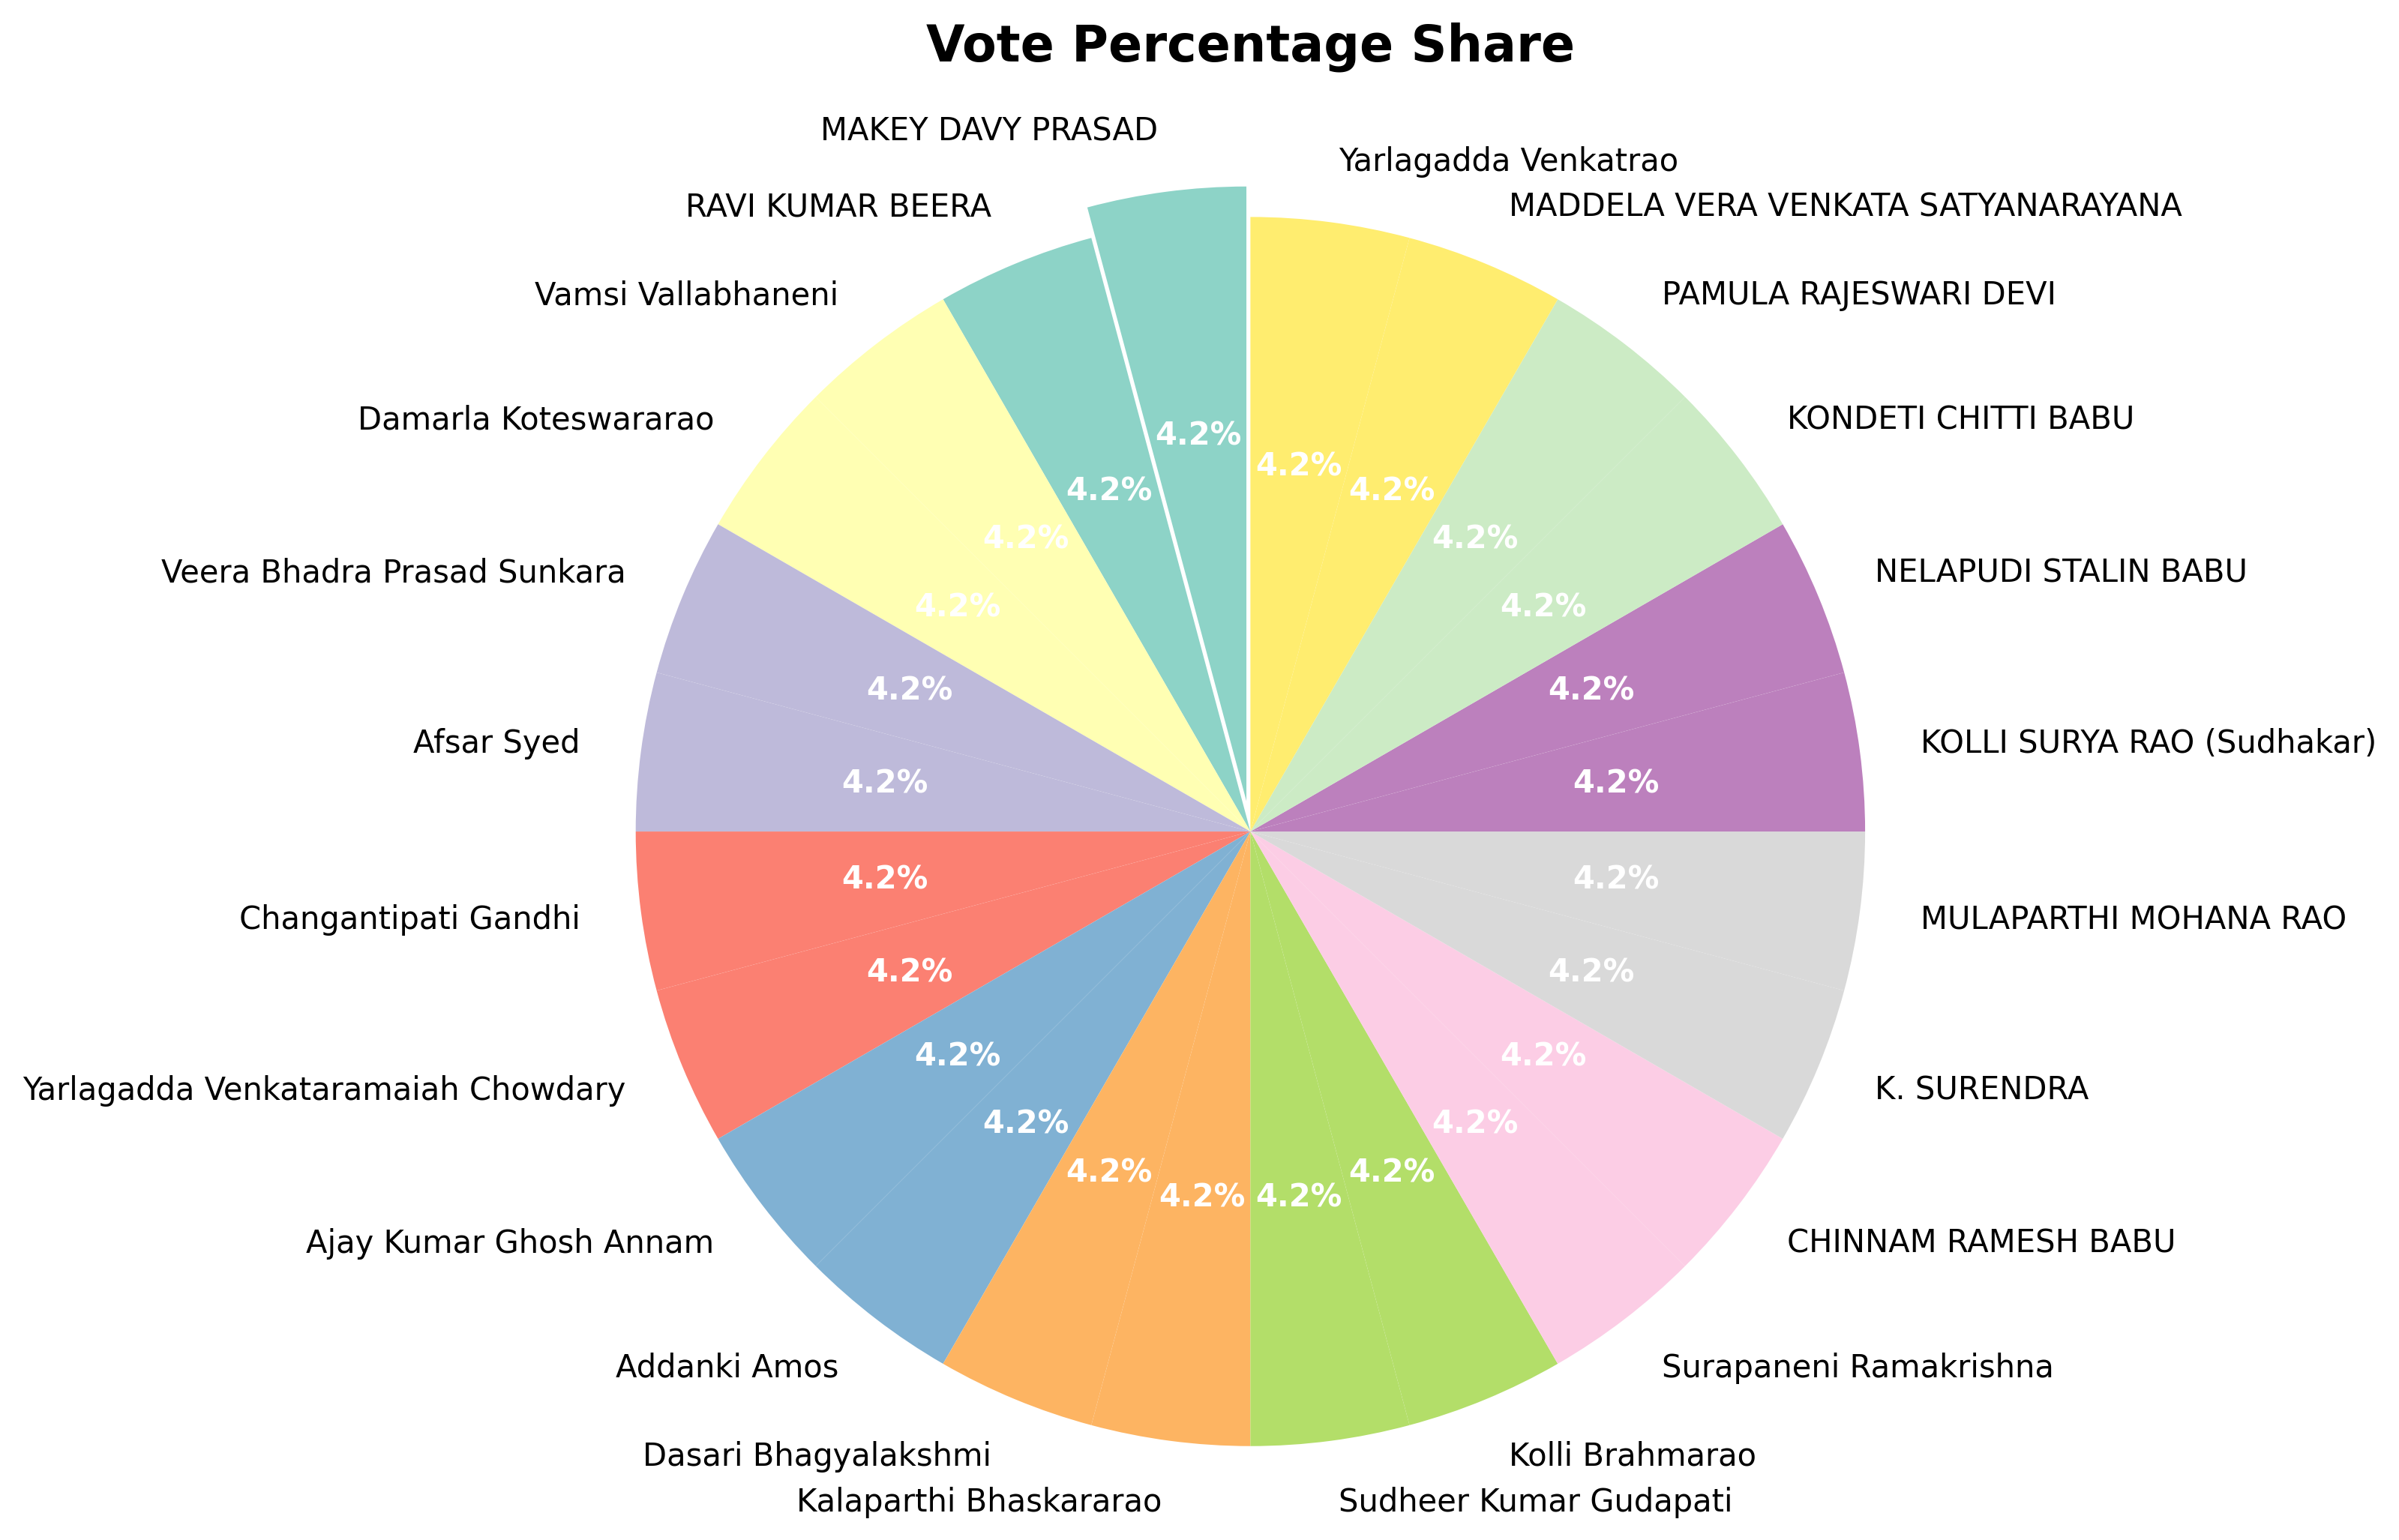 Vote Percentage Share
MAKEY DAVY PRASAD
Yarlagadda Venkatrao
RAVI KUMAR BEERA
MADDELA VERA VENKATA SATYANARAYANA
Vamsi Vallabhaneni
PAMULA RAJESWARI DEVI
Damarla Koteswararao
KONDETI CHITTI BABU
4.2%
4.2%
4.2%
4.2%
4.2%
4.2%
Veera Bhadra Prasad Sunkara
NELAPUDI STALIN BABU
4.2%
4.2%
4.2%
4.2%
Afsar Syed
KOLLI SURYA RAO (Sudhakar)
4.2%
4.2%
4.2%
4.2%
Changantipati Gandhi
MULAPARTHI MOHANA RAO
4.2%
4.2%
4.2%
4.2%
Yarlagadda Venkataramaiah Chowdary
K. SURENDRA
4.2%
4.2%
4.2%
4.2%
4.2%
4.2%
Ajay Kumar Ghosh Annam
CHINNAM RAMESH BABU
Addanki Amos
Surapaneni Ramakrishna
Dasari Bhagyalakshmi
Kolli Brahmarao
Kalaparthi Bhaskararao
Sudheer Kumar Gudapati